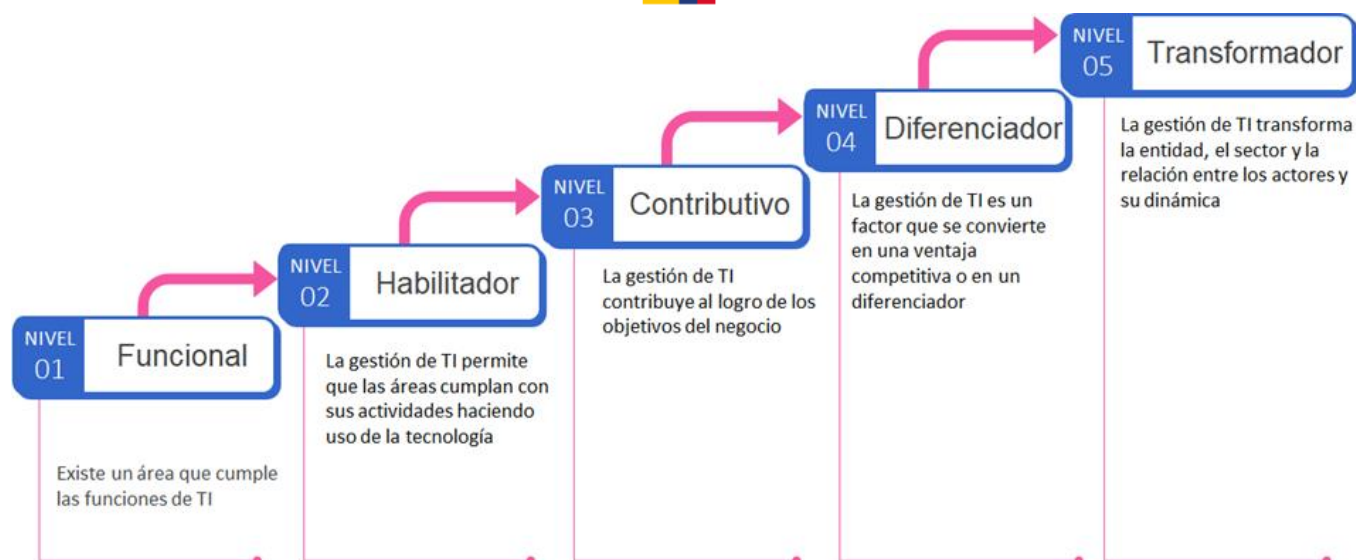 NIVEL
01
Funcional
Existe un área que cumple
las funciones de TI
NIVEL
02
Habilitador
La gestión de TI permite
que las áreas cumplan con
sus actividades haciendo
uso de la tecnología
NIVEL
03
Contributivo
La gestión de TI
contribuye al logro de los
objetivos del negocio
NIVEL
04
Diferenciador
La gestión de TI es un
factor que se convierte
en una ventaja
competitiva o en un
diferenciador
NIVEL
05
Transformador
La gestión de TI transforma
la entidad, el sector y la
relación entre los actores y
su dinámica